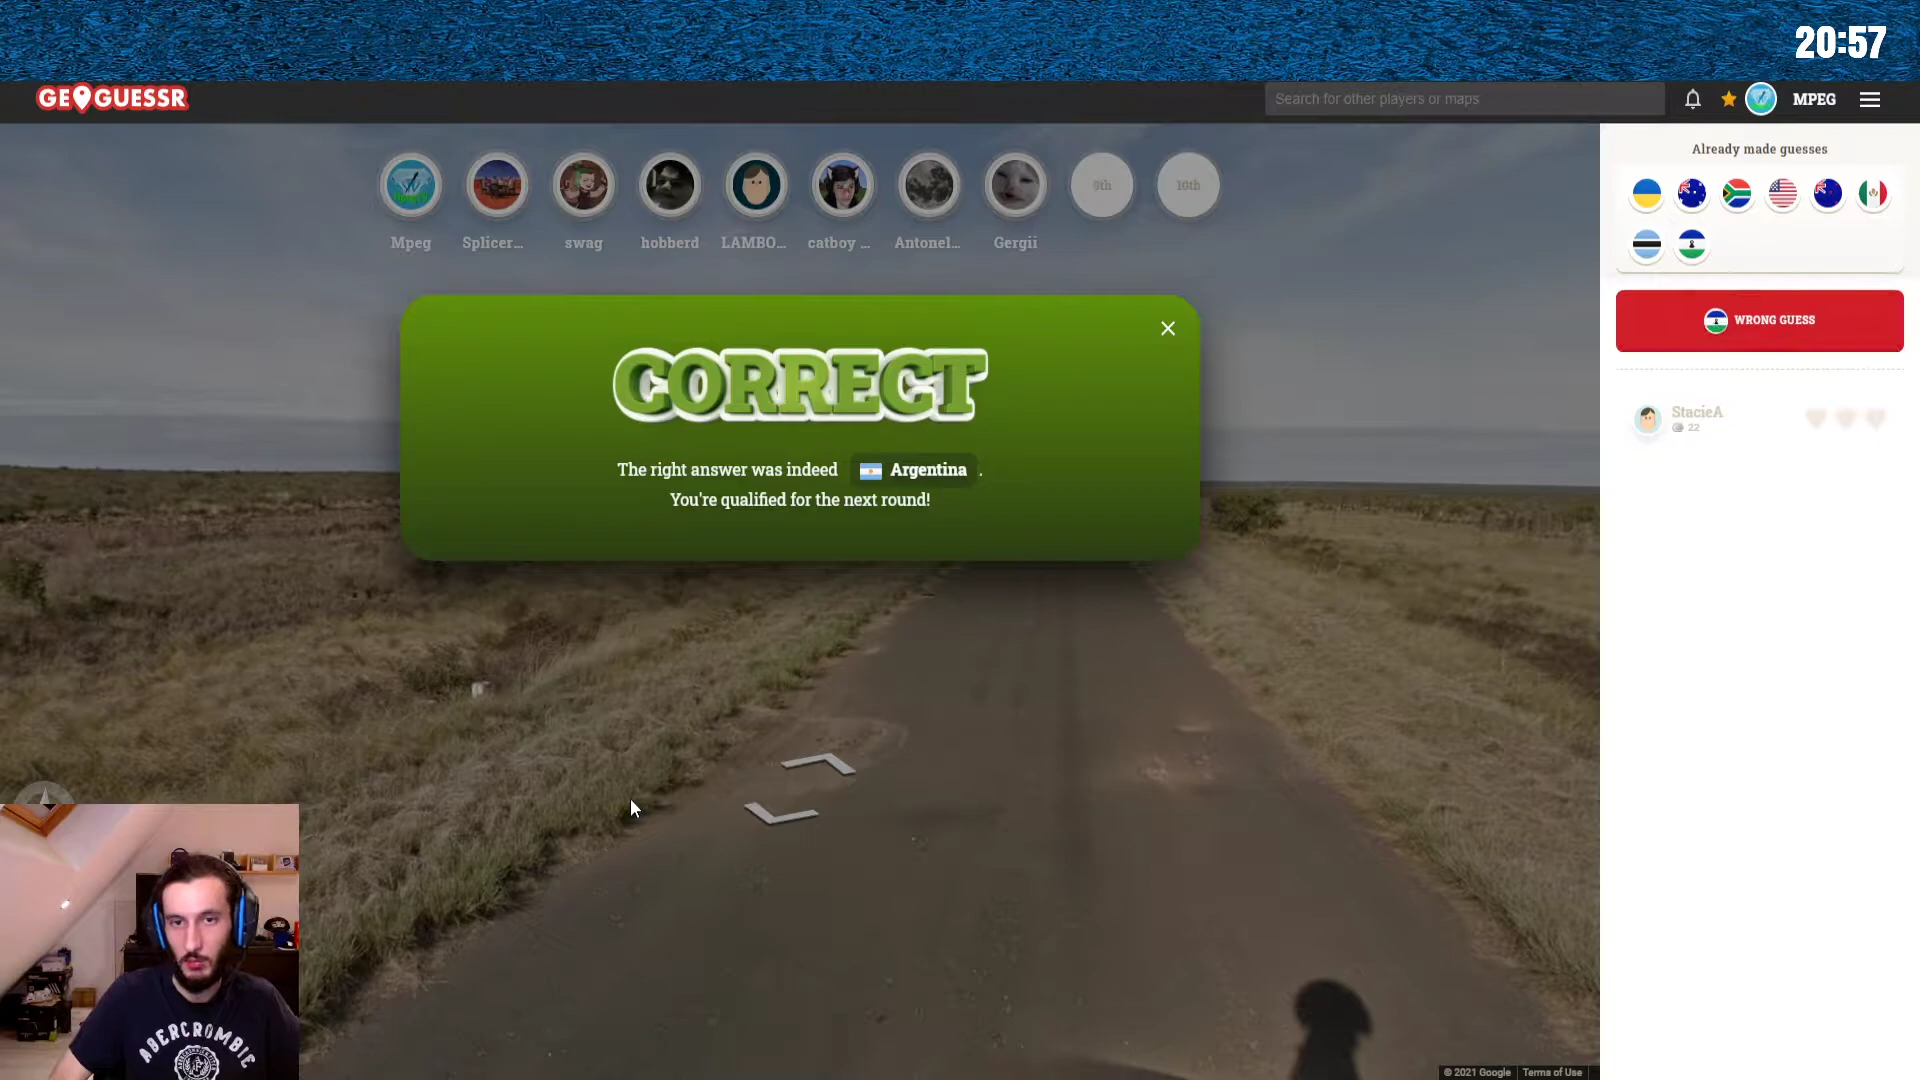 20:57
GEOGUESSR
Search for other players or maps
MPEG
Already made guesses
9th
10th
Mpeg
Splicer...
swag
hobberd
LAMBO...
catboy ...
Antonel...
Gergii
CORRECT
The right answer was indeed Argentina.
You're qualified for the next round!
WRONG GUESS
StacieA
22
ABERCROMBIE
© 2021 Google
Terms of Use